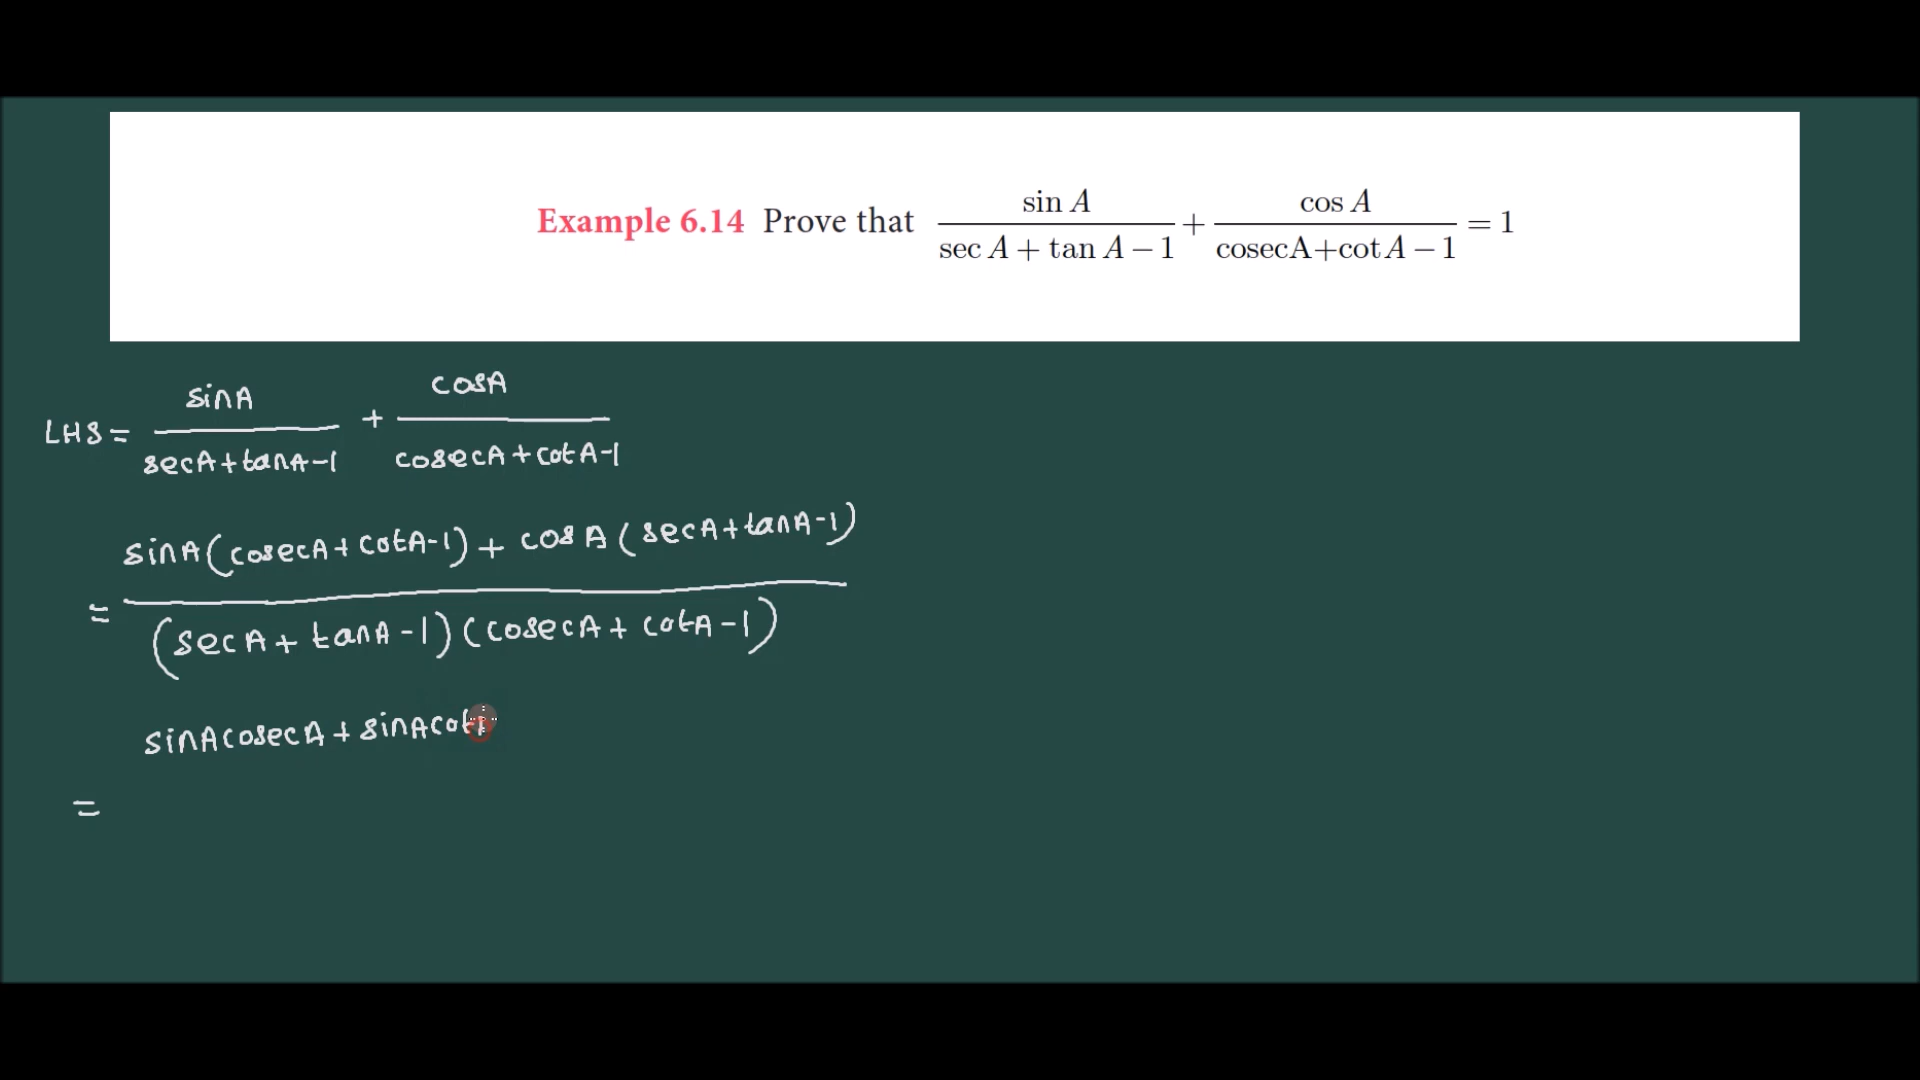 Example 6.14 Prove that sin A / (sec A + tan A − 1) + cos A / (cosecA+cot A − 1) = 1
LHS = sinA / (secA+tanA-1) + cosA / (cosecA+cotA-1)
= sinA(cosecA+cotA-1) + cosA(secA+tanA-1) / (secA+tanA-1)(cosecA+cotA-1)
sinAcosecA + sinAcot
=